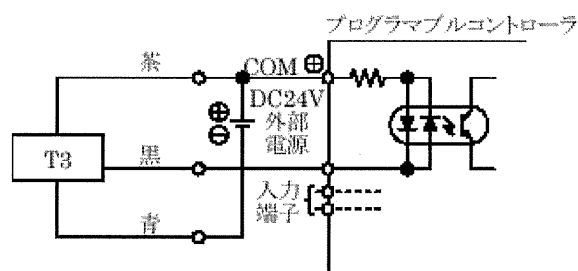 プログラマブルコントローラ
茶
COM ⊕
DC24V
外部
電源
⊕
⊖
T3
黒
入力
端子
青